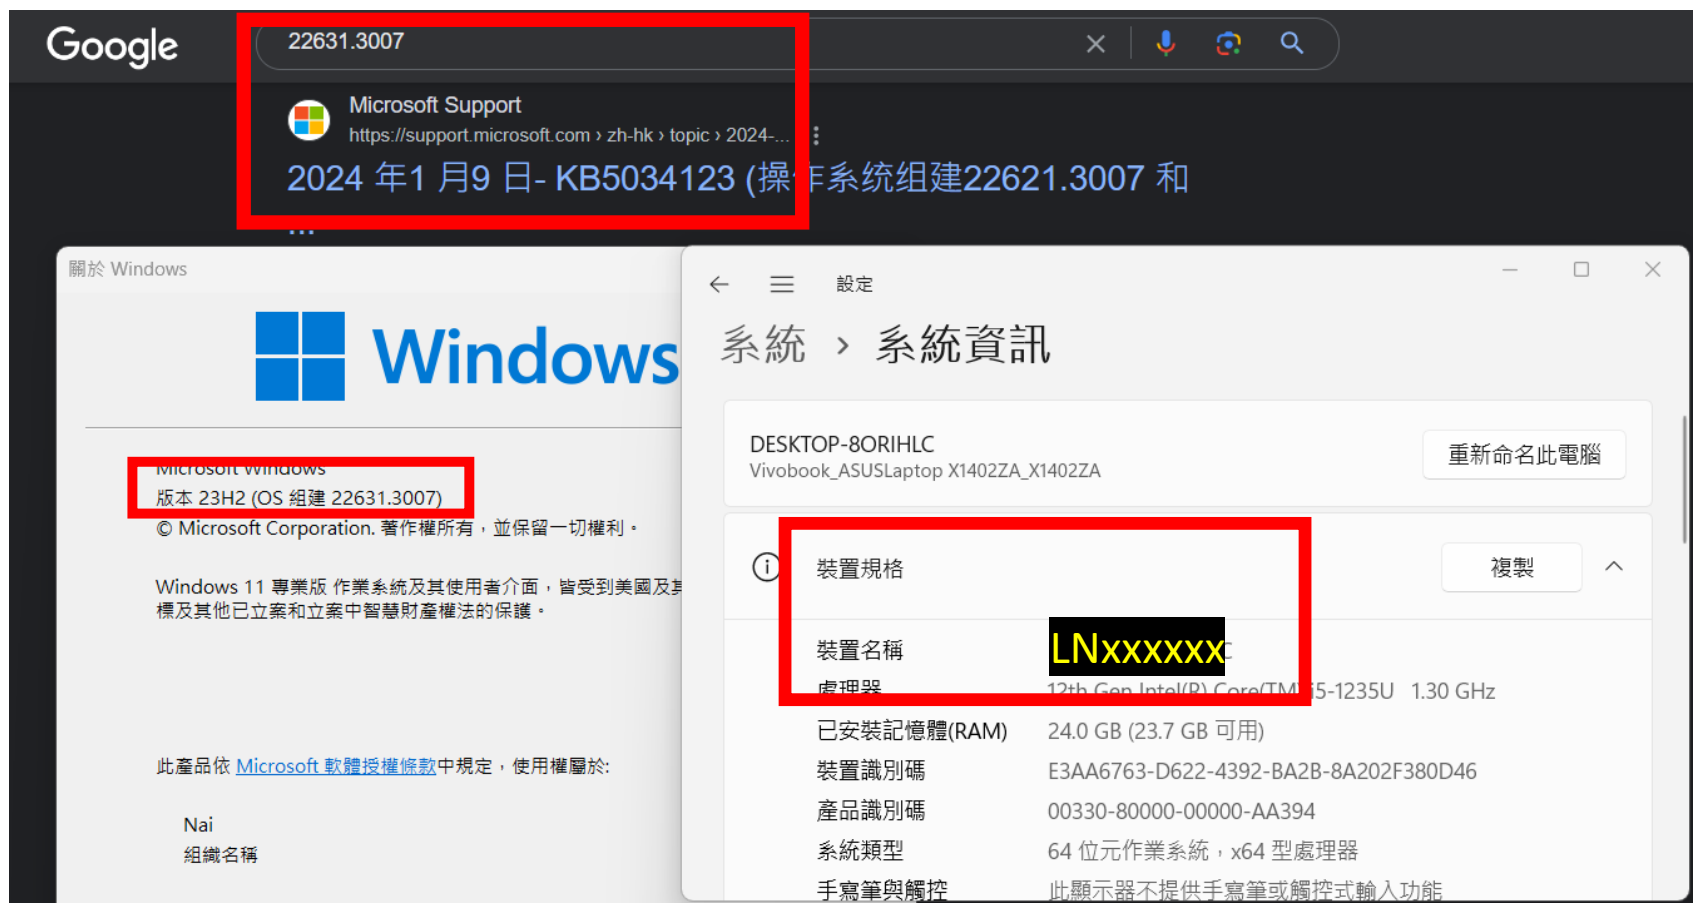 Google
22631.3007
Microsoft Support
https://support.microsoft.com › zh-hk › topic › 2024-...
2024 年1 月9 日- KB5034123 (操作系统组建22621.3007 和
...
關於 Windows
Windows
Microsoft Windows
版本 23H2 (OS 組建 22631.3007)
© Microsoft Corporation. 著作權所有，並保留一切權利。
Windows 11 專業版 作業系統及其使用者介面，皆受到美國及其
標及其他已立案和立案中智慧財產權法的保護。
此產品依 Microsoft 軟體授權條款中規定，使用權屬於:
Nai
組織名稱
設定
系統 › 系統資訊
DESKTOP-8ORIHLC
Vivobook_ASUSLaptop X1402ZA_X1402ZA
重新命名此電腦
裝置規格
複製
裝置名稱 LNxxxxxx
處理器 12th Gen Intel(R) Core(TM) i5-1235U 1.30 GHz
已安裝記憶體(RAM) 24.0 GB (23.7 GB 可用)
裝置識別碼 E3AA6763-D622-4392-BA2B-8A202F380D46
產品識別碼 00330-80000-00000-AA394
系統類型 64 位元作業系統，x64 型處理器
手寫筆與觸控 此顯示器不提供手寫筆或觸控式輸入功能